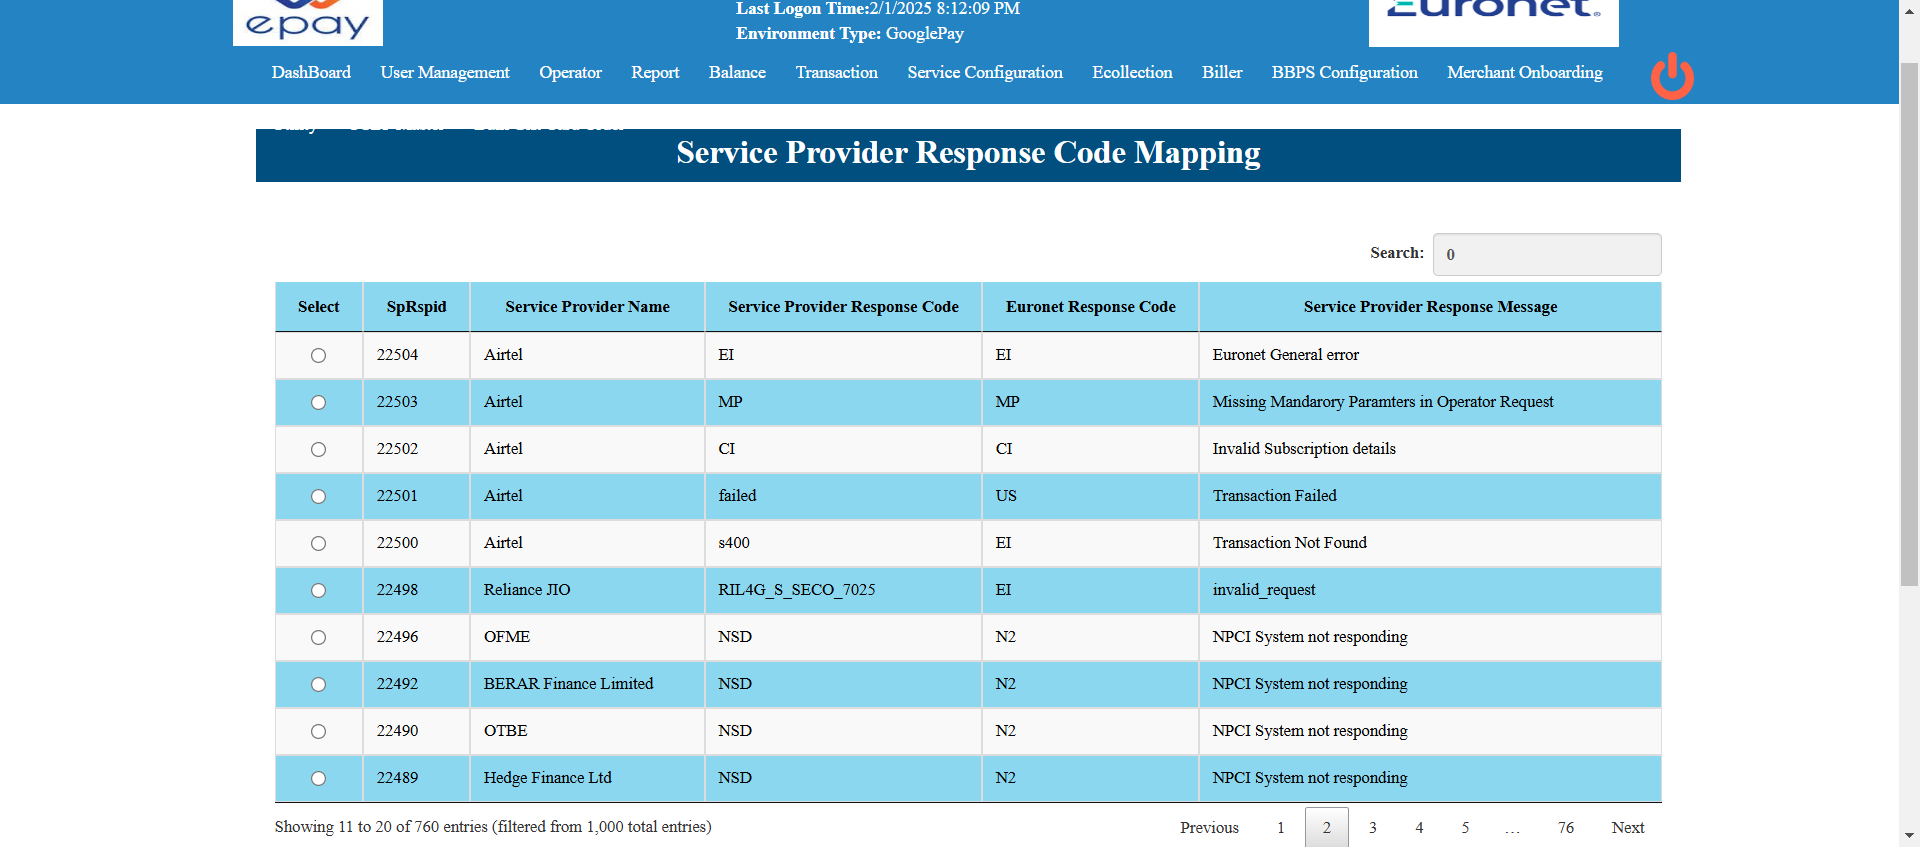 epay
Last Logon Time:2/1/2025 8:12:09 PM
Euronet
Environment Type: GooglePay
DashBoard User Management Operator Report Balance Transaction Service Configuration Ecollection Biller BBPS Configuration Merchant Onboarding
Service Provider Response Code Mapping
Search: 0
Select SpRspid Service Provider Name Service Provider Response Code Euronet Response Code Service Provider Response Message
22504 Airtel EI EI Euronet General error
22503 Airtel MP MP Missing Mandarory Paramters in Operator Request
22502 Airtel CI CI Invalid Subscription details
22501 Airtel failed US Transaction Failed
22500 Airtel s400 EI Transaction Not Found
22498 Reliance JIO RIL4G_S_SECO_7025 EI invalid_request
22496 OFME NSD N2 NPCI System not responding
22492 BERAR Finance Limited NSD N2 NPCI System not responding
22490 OTBE NSD N2 NPCI System not responding
22489 Hedge Finance Ltd NSD N2 NPCI System not responding
Showing 11 to 20 of 760 entries (filtered from 1,000 total entries)
Previous 1 2 3 4 5 … 76 Next